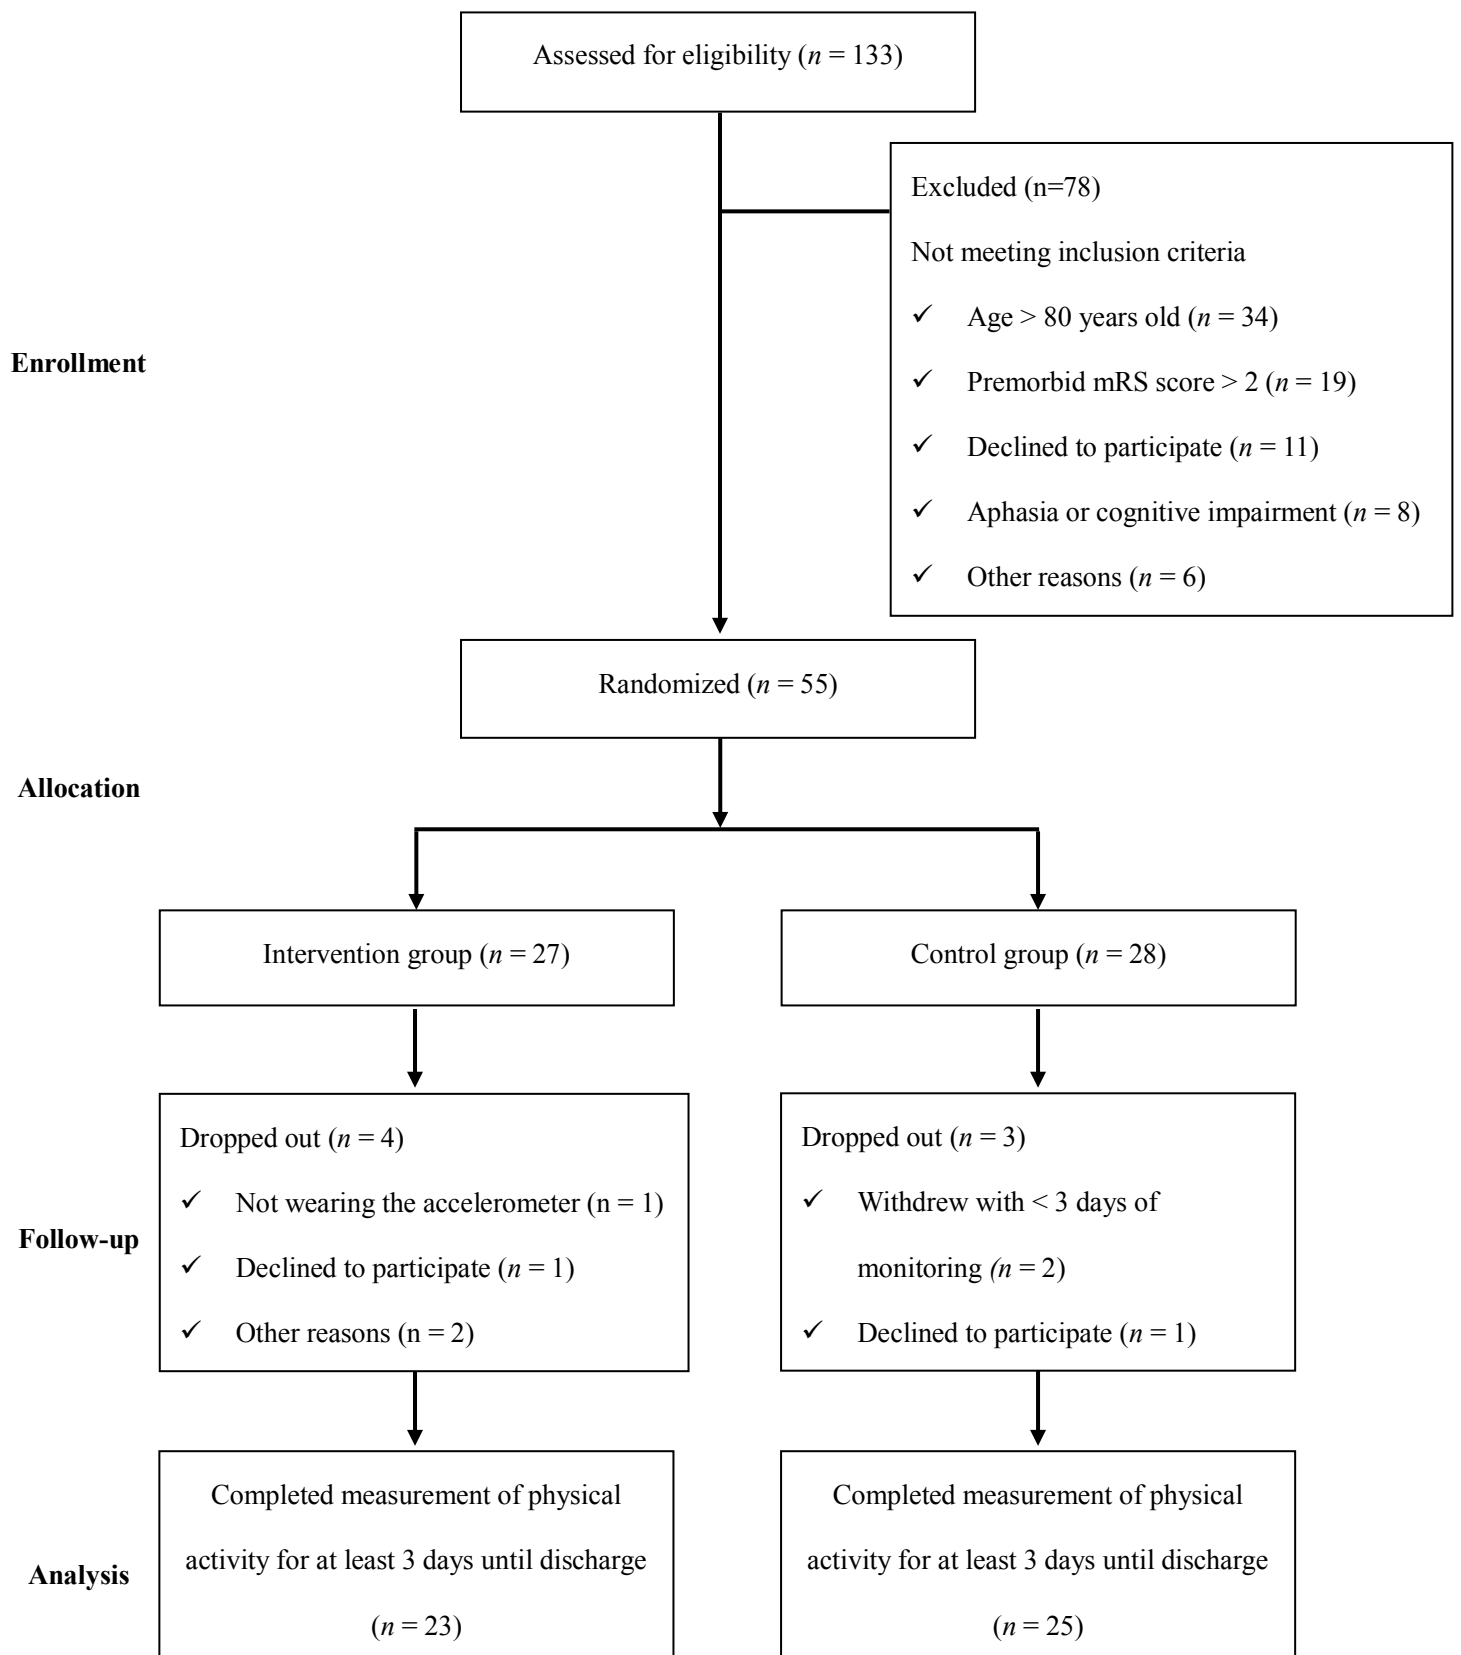 Assessed for eligibility (n = 133)
Excluded (n=78)
Not meeting inclusion criteria
✓ Age > 80 years old (n = 34)
✓ Premorbid mRS score > 2 (n = 19)
✓ Declined to participate (n = 11)
✓ Aphasia or cognitive impairment (n = 8)
✓ Other reasons (n = 6)
Enrollment
Randomized (n = 55)
Allocation
Intervention group (n = 27)
Control group (n = 28)
Follow-up
Dropped out (n = 4)
✓ Not wearing the accelerometer (n = 1)
✓ Declined to participate (n = 1)
✓ Other reasons (n = 2)
Dropped out (n = 3)
✓ Withdrew with < 3 days of
monitoring (n = 2)
✓ Declined to participate (n = 1)
Analysis
Completed measurement of physical
activity for at least 3 days until discharge
(n = 23)
Completed measurement of physical
activity for at least 3 days until discharge
(n = 25)